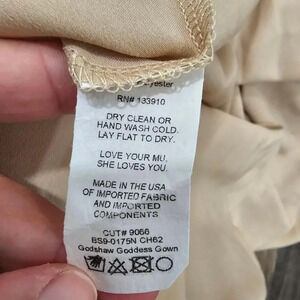 yester
RN# 133910
DRY CLEAN OR
HAND WASH COLD.
LAY FLAT TO DRY.
LOVE YOUR MU,
SHE LOVES YOU.
MADE IN THE USA
OF IMPORTED FABRIC
AND IMPORTED
COMPONENTS
CUT# 9066
BS9-0175N CH62
Godshaw Goddess Gown